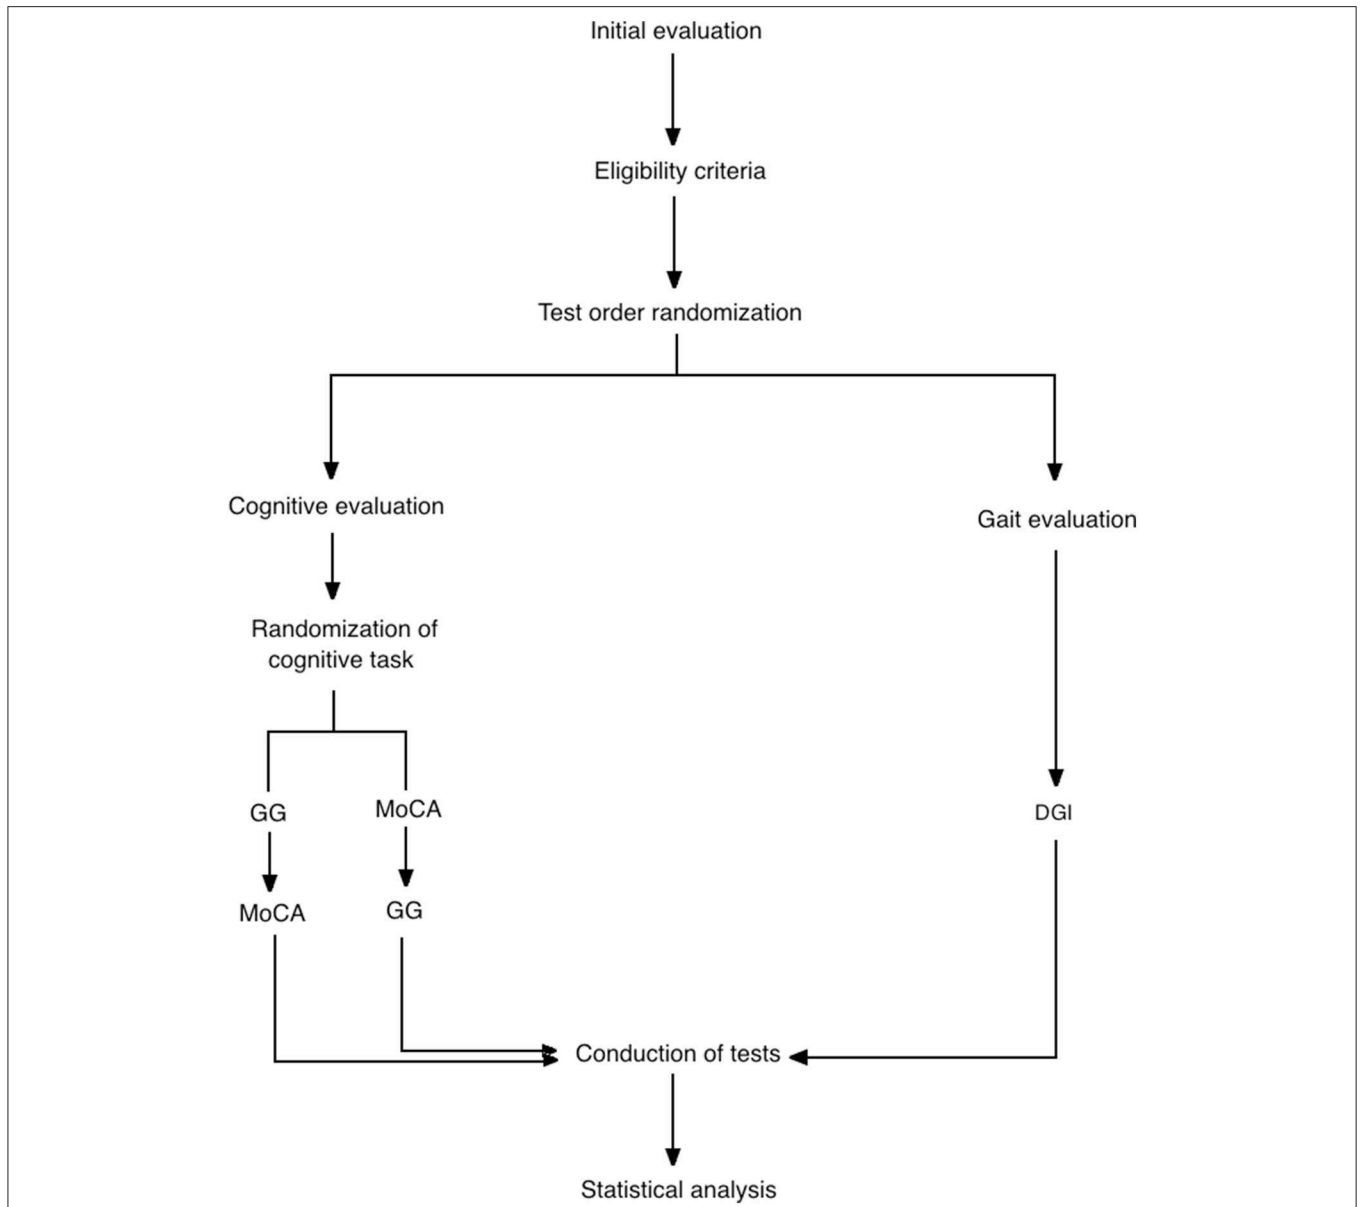 Initial evaluation
Eligibility criteria
Test order randomization
Cognitive evaluation
Gait evaluation
Randomization of
cognitive task
GG
MoCA
DGI
MoCA
GG
Conduction of tests
Statistical analysis